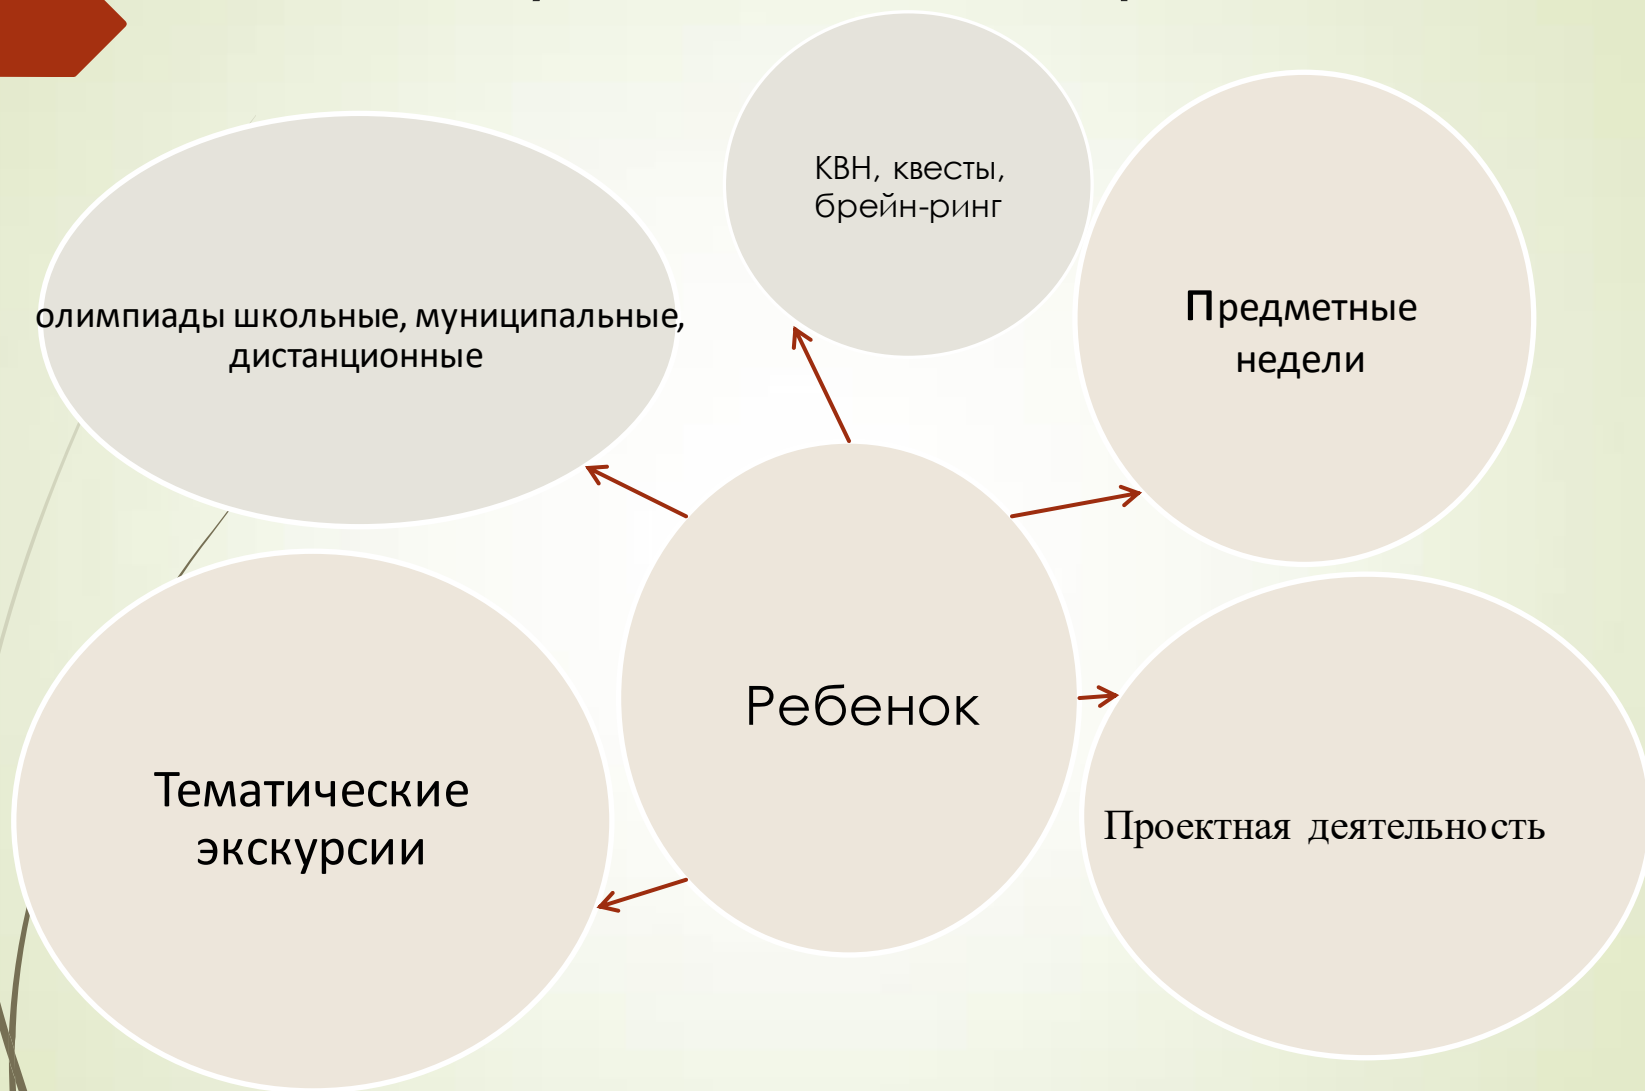 КВН, квесты,
брейн-ринг
олимпиады школьные, муниципальные,
дистанционные
Предметные
недели
Ребенок
Тематические
экскурсии
Проектная деятельность